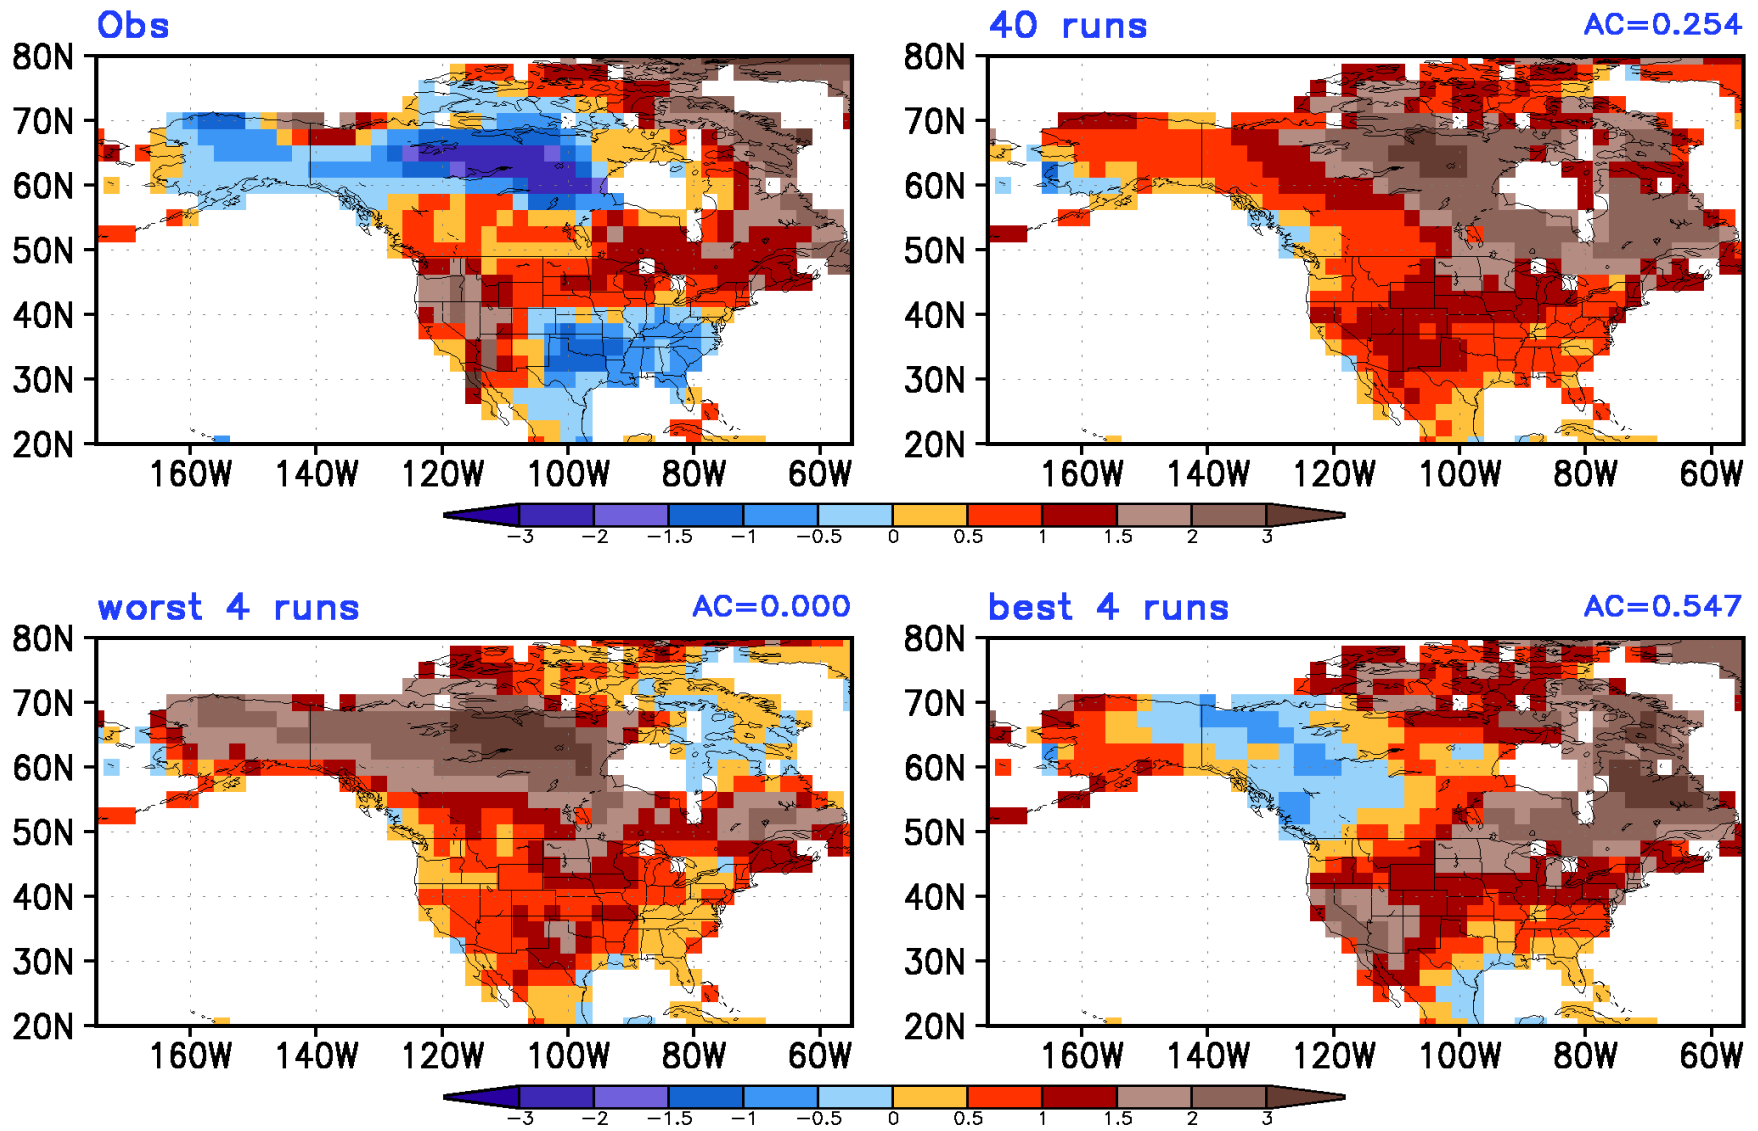 Obs
40 runs AC=0.254
80N 80N
70N 70N
60N 60N
50N 50N
40N 40N
30N 30N
20N 20N
160W 140W 120W 100W 80W 60W 160W 140W 120W 100W 80W 60W
-3 -2 -1.5 -1 -0.5 0 0.5 1 1.5 2 3
worst 4 runs AC=0.000
best 4 runs AC=0.547
80N 80N
70N 70N
60N 60N
50N 50N
40N 40N
30N 30N
20N 20N
160W 140W 120W 100W 80W 60W 160W 140W 120W 100W 80W 60W
-3 -2 -1.5 -1 -0.5 0 0.5 1 1.5 2 3